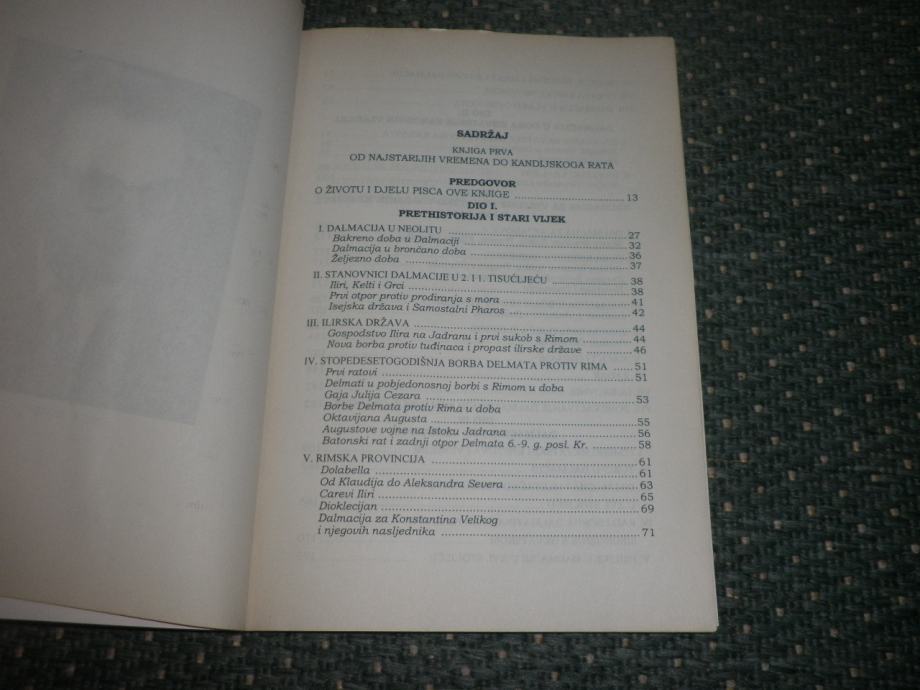 SADRŽAJ
KNJIGA PRVA
OD NAJSTARIJIH VREMENA DO KANDIJSKOGA RATA
PREDGOVOR
O ŽIVOTU I DJELU PISCA OVE KNJIGE ........ 13
DIO I.
PRETHISTORIJA I STARI VIJEK
I. DALMACIJA U NEOLITU ........ 27
Bakreno doba u Dalmaciji ........ 32
Dalmacija u brončano doba ........ 36
Željezno doba ........ 37
II. STANOVNICI DALMACIJE U 2. I 1. TISUĆLJEĆU ........ 38
Iliri, Kelti i Grci ........ 38
Prvi otpor protiv prodiranja s mora ........ 41
Isejska država i Samostalni Pharos ........ 42
III. ILIRSKA DRŽAVA ........ 44
Gospodstvo Ilira na Jadranu i prvi sukob s Rimom ........ 44
Nova borba protiv tuđinaca i propast ilirske države ........ 46
IV. STOPEDESETOGODIŠNJA BORBA DELMATA PROTIV RIMA ...... 51
Prvi ratovi ........ 51
Delmati u pobjedonosnoj borbi s Rimom u doba
Gaja Julija Cezara ........ 53
Borbe Delmata protiv Rima u doba
Oktavijana Augusta ........ 55
Augustove vojne na Istoku Jadrana ........ 56
Batonski rat i zadnji otpor Delmata 6.-9. g. posl. Kr. ........ 58
V. RIMSKA PROVINCIJA ........ 61
Dolabella ........ 61
Od Klaudija do Aleksandra Severa ........ 63
Carevi Iliri ........ 65
Dioklecijan ........ 69
Dalmacija za Konstantina Velikog
i njegovih nasljednika ........ 71